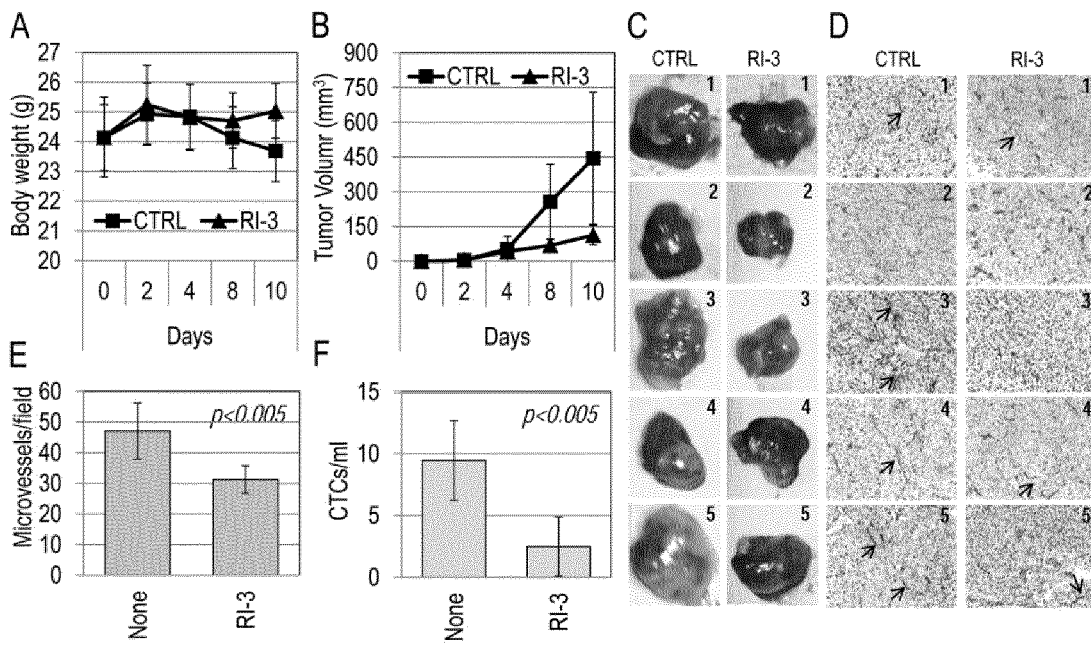 A
27
26
25
24
23
22
21
20
Body weight (g)
CTRL RI-3
0 2 4 8 10
Days
B
900
750
600
450
300
150
0
Tumor Volumr (mm³)
CTRL RI-3
0 2 4 8 10
Days
C
CTRL RI-3
1 1
2 2
3 3
4 4
5 5
D
CTRL RI-3
1 1
2 2
3 3
4 4
5 5
E
60
50
40
30
20
10
0
Microvessels/field
p<0.005
None RI-3
F
15
10
5
0
CTCs/ml
p<0.005
None RI-3